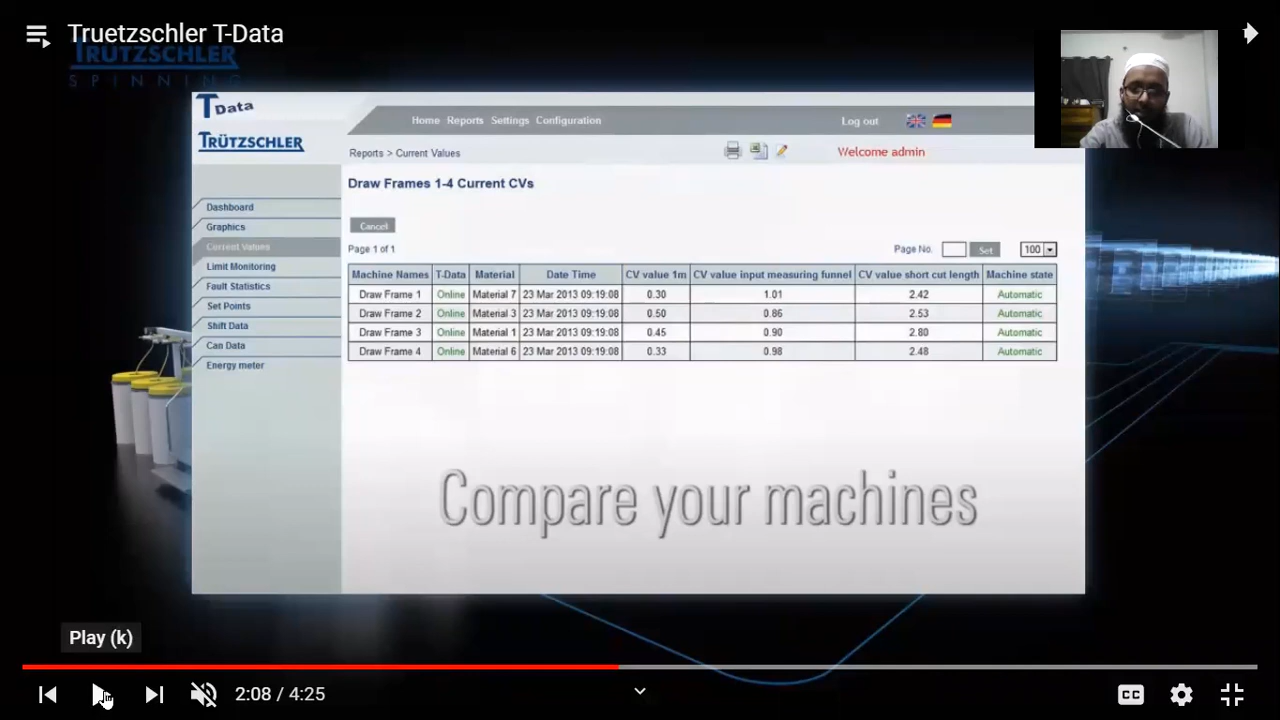 Truetzschler T-Data
TRÜTZSCHLER
SPINNING
T Data
TRÜTZSCHLER
Home Reports Settings Configuration
Log out
Reports > Current Values
Welcome admin
Draw Frames 1-4 Current CVs
Dashboard
Graphics
Current Values
Limit Monitoring
Fault Statistics
Set Points
Shift Data
Can Data
Energy meter
Cancel
Page 1 of 1
Page No.
Set
100
Machine Names T-Data Material Date Time CV value 1m CV value input measuring funnel CV value short cut length Machine state
Draw Frame 1 Online Material 7 23 Mar 2013 09:19:08 0.30 1.01 2.42 Automatic
Draw Frame 2 Online Material 3 23 Mar 2013 09:19:08 0.50 0.86 2.53 Automatic
Draw Frame 3 Online Material 1 23 Mar 2013 09:19:08 0.45 0.90 2.80 Automatic
Draw Frame 4 Online Material 6 23 Mar 2013 09:19:08 0.33 0.98 2.48 Automatic
Compare your machines
Play (k)
2:08 / 4:25
CC